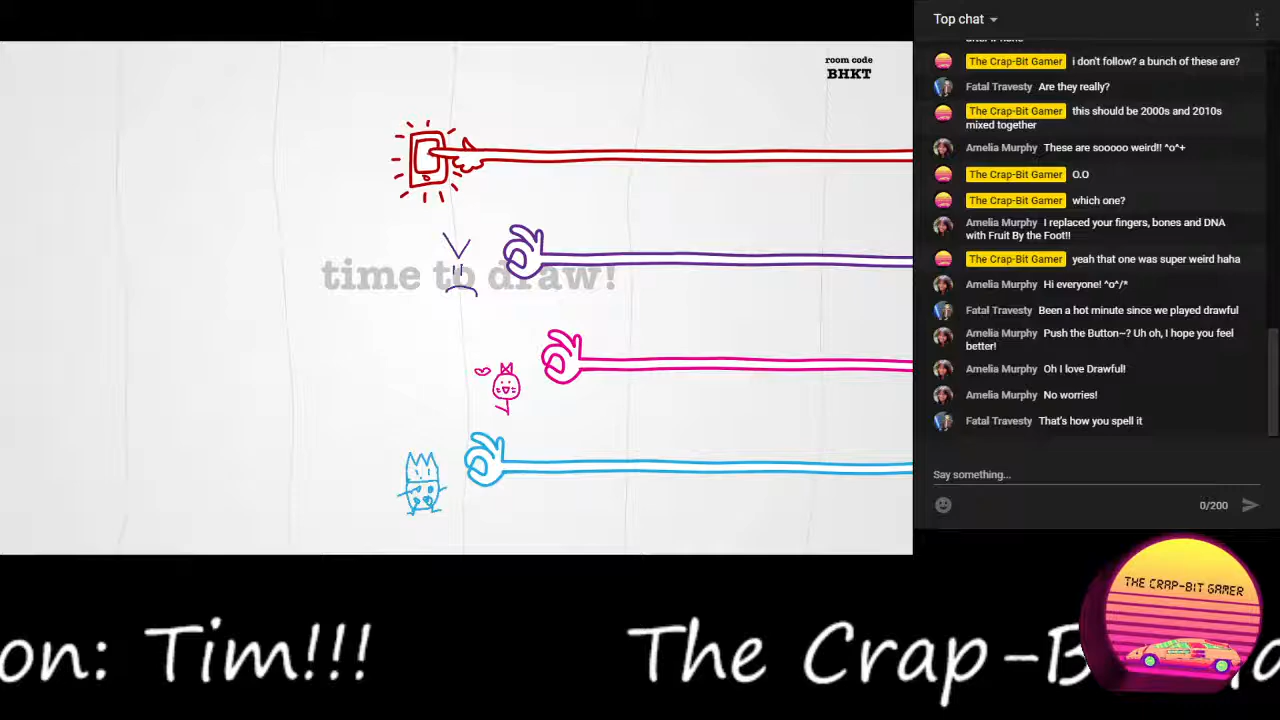 room code
BHKT
time to draw!
Top chat
The Crap-Bit Gamer i don't follow? a bunch of these are?
Fatal Travesty Are they really?
The Crap-Bit Gamer this should be 2000s and 2010s
mixed together
Amelia Murphy These are sooooo weird!! ^o^+
The Crap-Bit Gamer O.O
The Crap-Bit Gamer which one?
Amelia Murphy I replaced your fingers, bones and DNA
with Fruit By the Foot!!
The Crap-Bit Gamer yeah that one was super weird haha
Amelia Murphy Hi everyone! ^o^/*
Fatal Travesty Been a hot minute since we played drawful
Amelia Murphy Push the Button~? Uh oh, I hope you feel
better!
Amelia Murphy Oh I love Drawful!
Amelia Murphy No worries!
Fatal Travesty That's how you spell it
Say something...
0/200
THE CRAP-BIT GAMER
on: Tim!!! The Crap-B